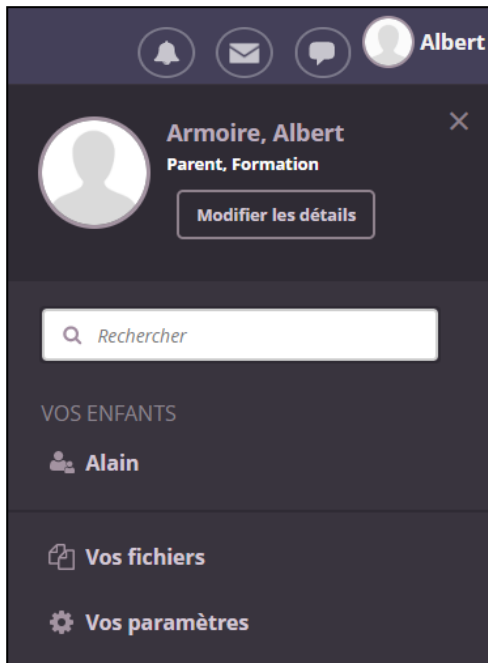 Albert
Armoire, Albert
Parent, Formation
Modifier les détails
Rechercher
VOS ENFANTS
Alain
Vos fichiers
Vos paramètres